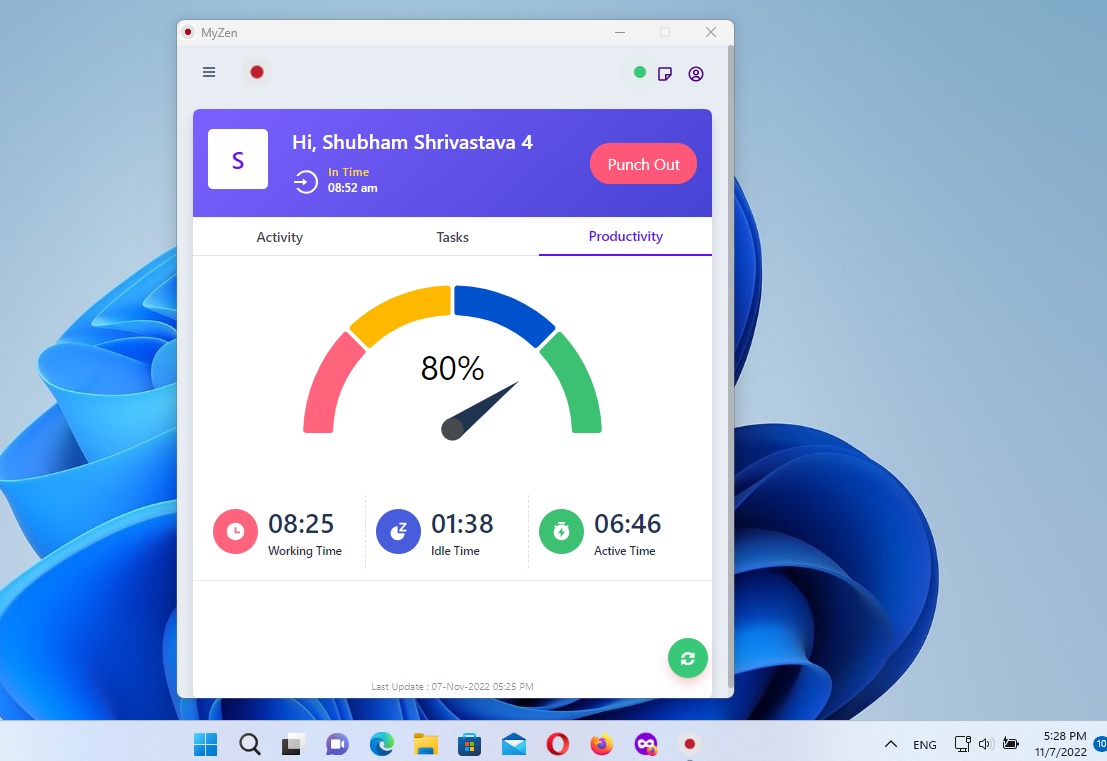 MyZen
S
Hi, Shubham Shrivastava 4
In Time
08:52 am
Punch Out
Activity
Tasks
Productivity
80%
08:25
Working Time
01:38
Idle Time
06:46
Active Time
Last Update : 07-Nov-2022 05:25 PM
ENG
5:28 PM
11/7/2022
10